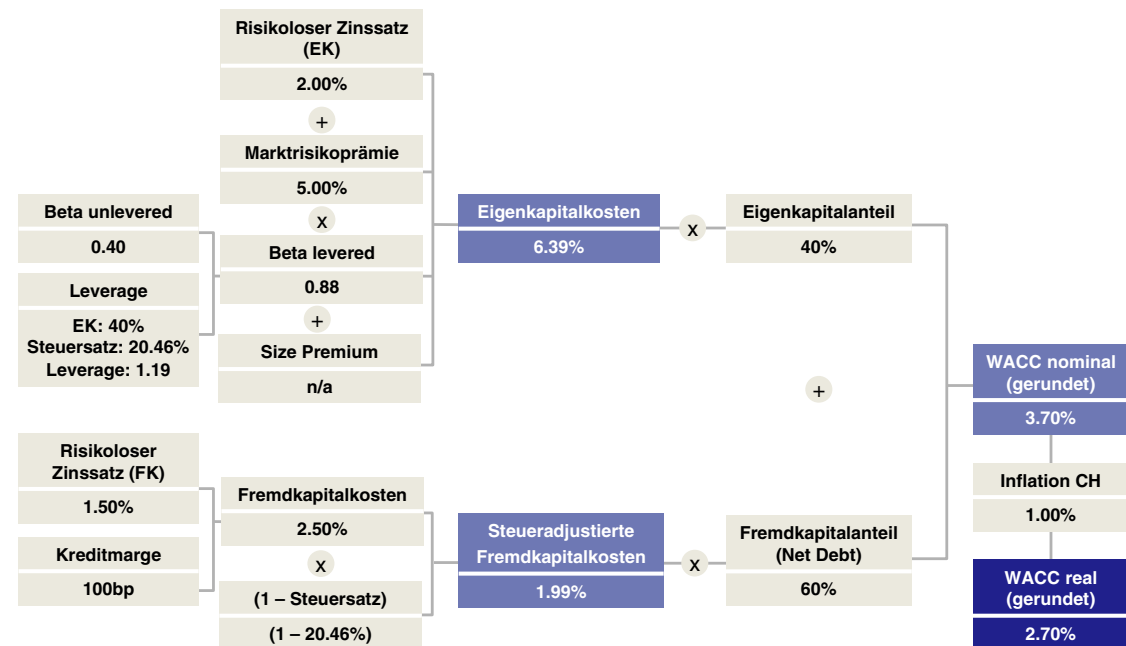 Risikoloser Zinssatz
(EK)
2.00%
+
Marktrisikoprämie
5.00%
x
Beta unlevered
0.40
Beta levered
0.88
Leverage
EK: 40%
Steuersatz: 20.46%
Leverage: 1.19
+
Size Premium
n/a
Eigenkapitalkosten
6.39%
x
Eigenkapitalanteil
40%
+
Risikoloser
Zinssatz (FK)
1.50%
Kreditmarge
100bp
Fremdkapitalkosten
2.50%
x
(1 – Steuersatz)
(1 – 20.46%)
Steueradjustierte
Fremdkapitalkosten
1.99%
x
Fremdkapitalanteil
(Net Debt)
60%
WACC nominal
(gerundet)
3.70%
Inflation CH
1.00%
WACC real
(gerundet)
2.70%